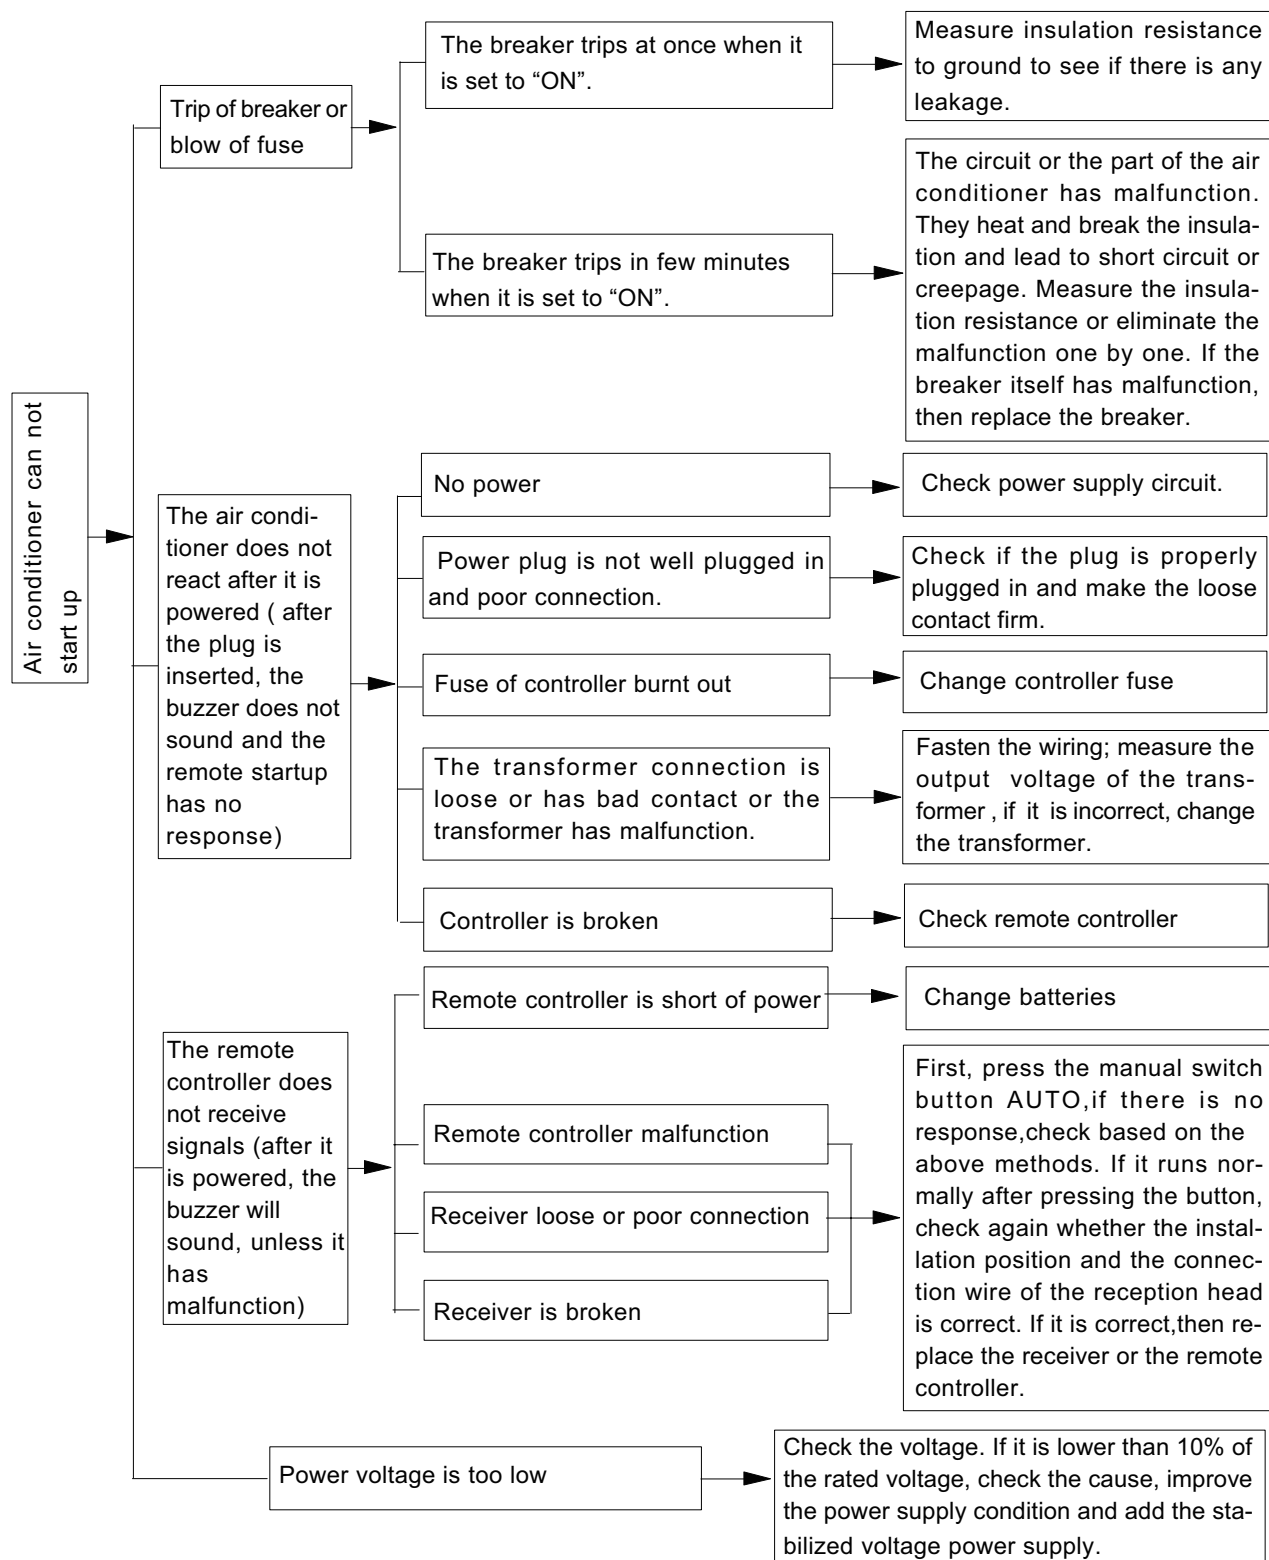 Air conditioner can not
start up
Trip of breaker or
blow of fuse
The breaker trips at once when it
is set to “ON”.
Measure insulation resistance
to ground to see if there is any
leakage.
The breaker trips in few minutes
when it is set to “ON”.
The circuit or the part of the air
conditioner has malfunction.
They heat and break the insula-
tion and lead to short circuit or
creepage. Measure the insula-
tion resistance or eliminate the
malfunction one by one. If the
breaker itself has malfunction,
then replace the breaker.
The air condi-
tioner does not
react after it is
powered ( after
the plug is
inserted, the
buzzer does not
sound and the
remote startup
has no
response)
No power
Check power supply circuit.
Power plug is not well plugged in
and poor connection.
Check if the plug is properly
plugged in and make the loose
contact firm.
Fuse of controller burnt out
Change controller fuse
The transformer connection is
loose or has bad contact or the
transformer has malfunction.
Fasten the wiring; measure the
output voltage of the trans-
former , if it is incorrect, change
the transformer.
Controller is broken
Check remote controller
The remote
controller does
not receive
signals (after it
is powered, the
buzzer will
sound, unless it
has
malfunction)
Remote controller is short of power
Change batteries
Remote controller malfunction
Receiver loose or poor connection
Receiver is broken
First, press the manual switch
button AUTO,if there is no
response,check based on the
above methods. If it runs nor-
mally after pressing the button,
check again whether the instal-
lation position and the connec-
tion wire of the reception head
is correct. If it is correct,then re-
place the receiver or the remote
controller.
Power voltage is too low
Check the voltage. If it is lower than 10% of
the rated voltage, check the cause, improve
the power supply condition and add the sta-
bilized voltage power supply.